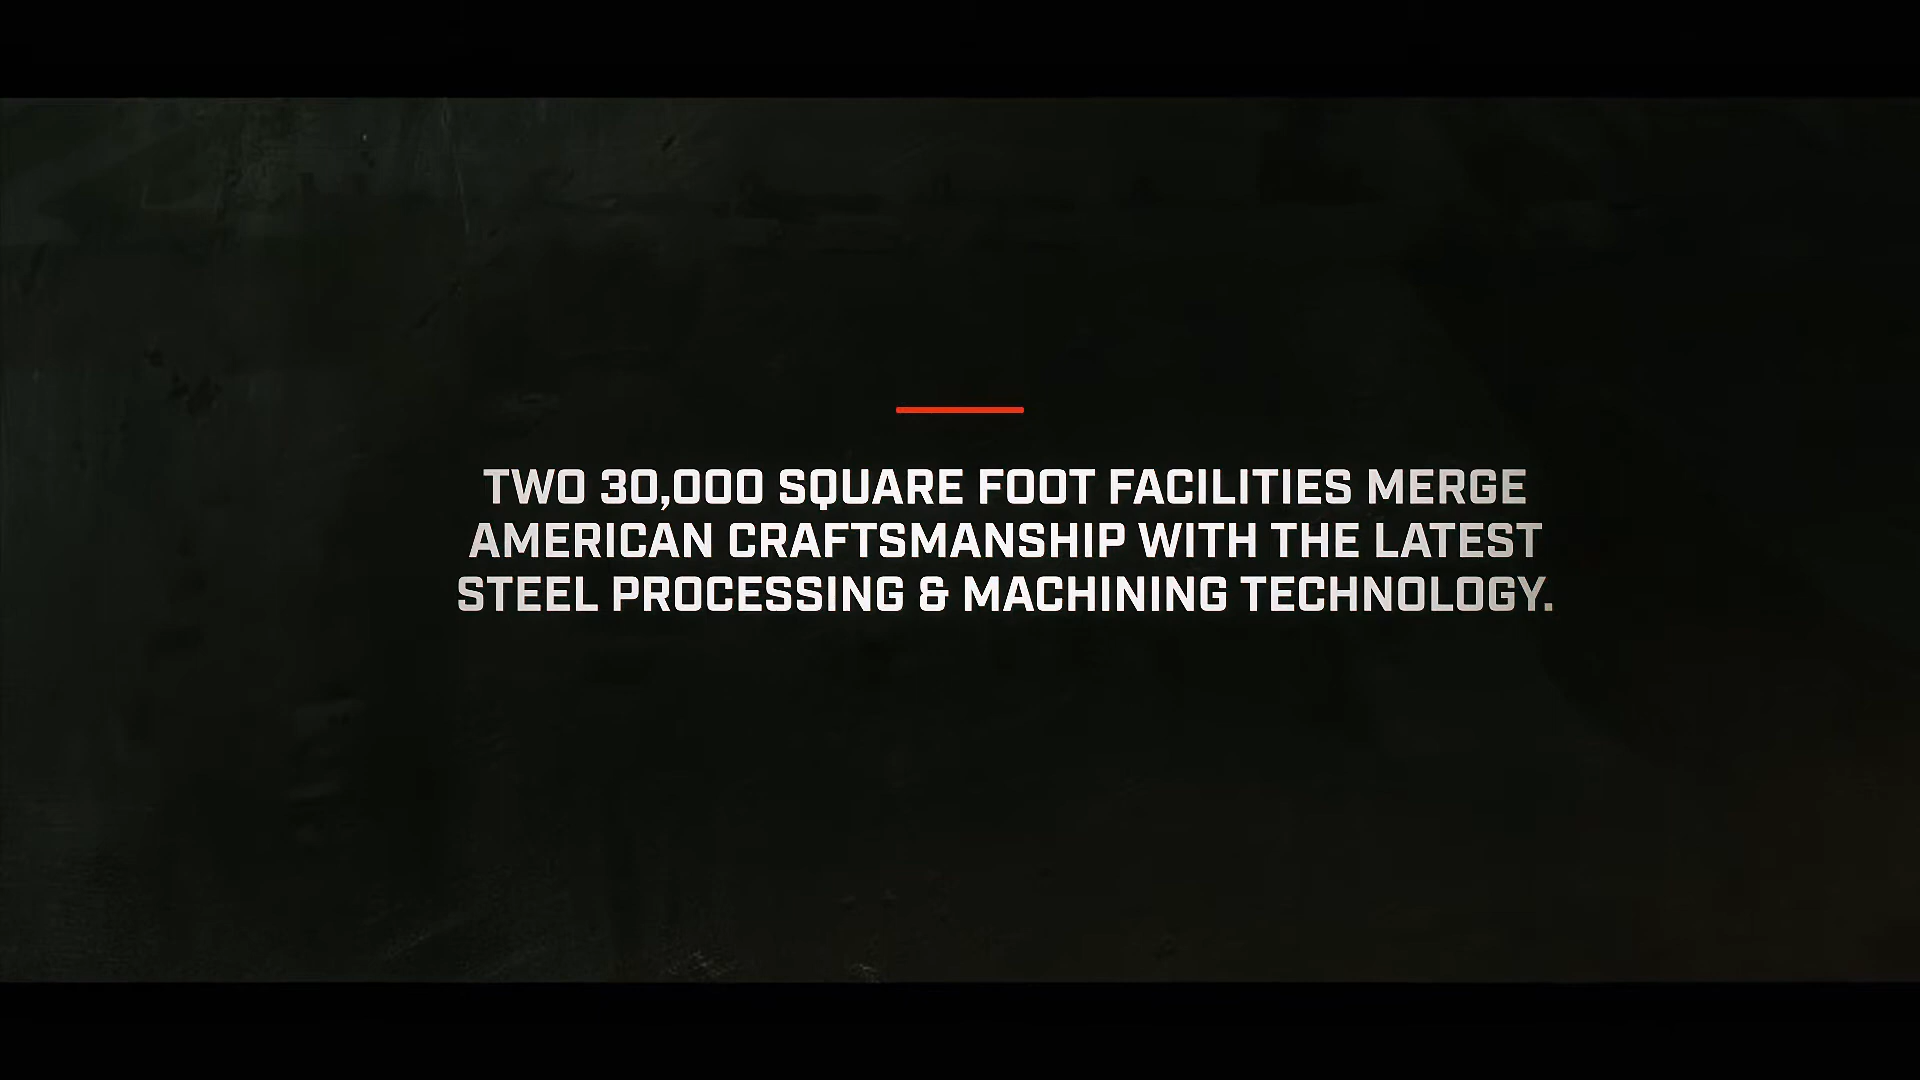 TWO 30,000 SQUARE FOOT FACILITIES MERGE
AMERICAN CRAFTSMANSHIP WITH THE LATEST
STEEL PROCESSING & MACHINING TECHNOLOGY.